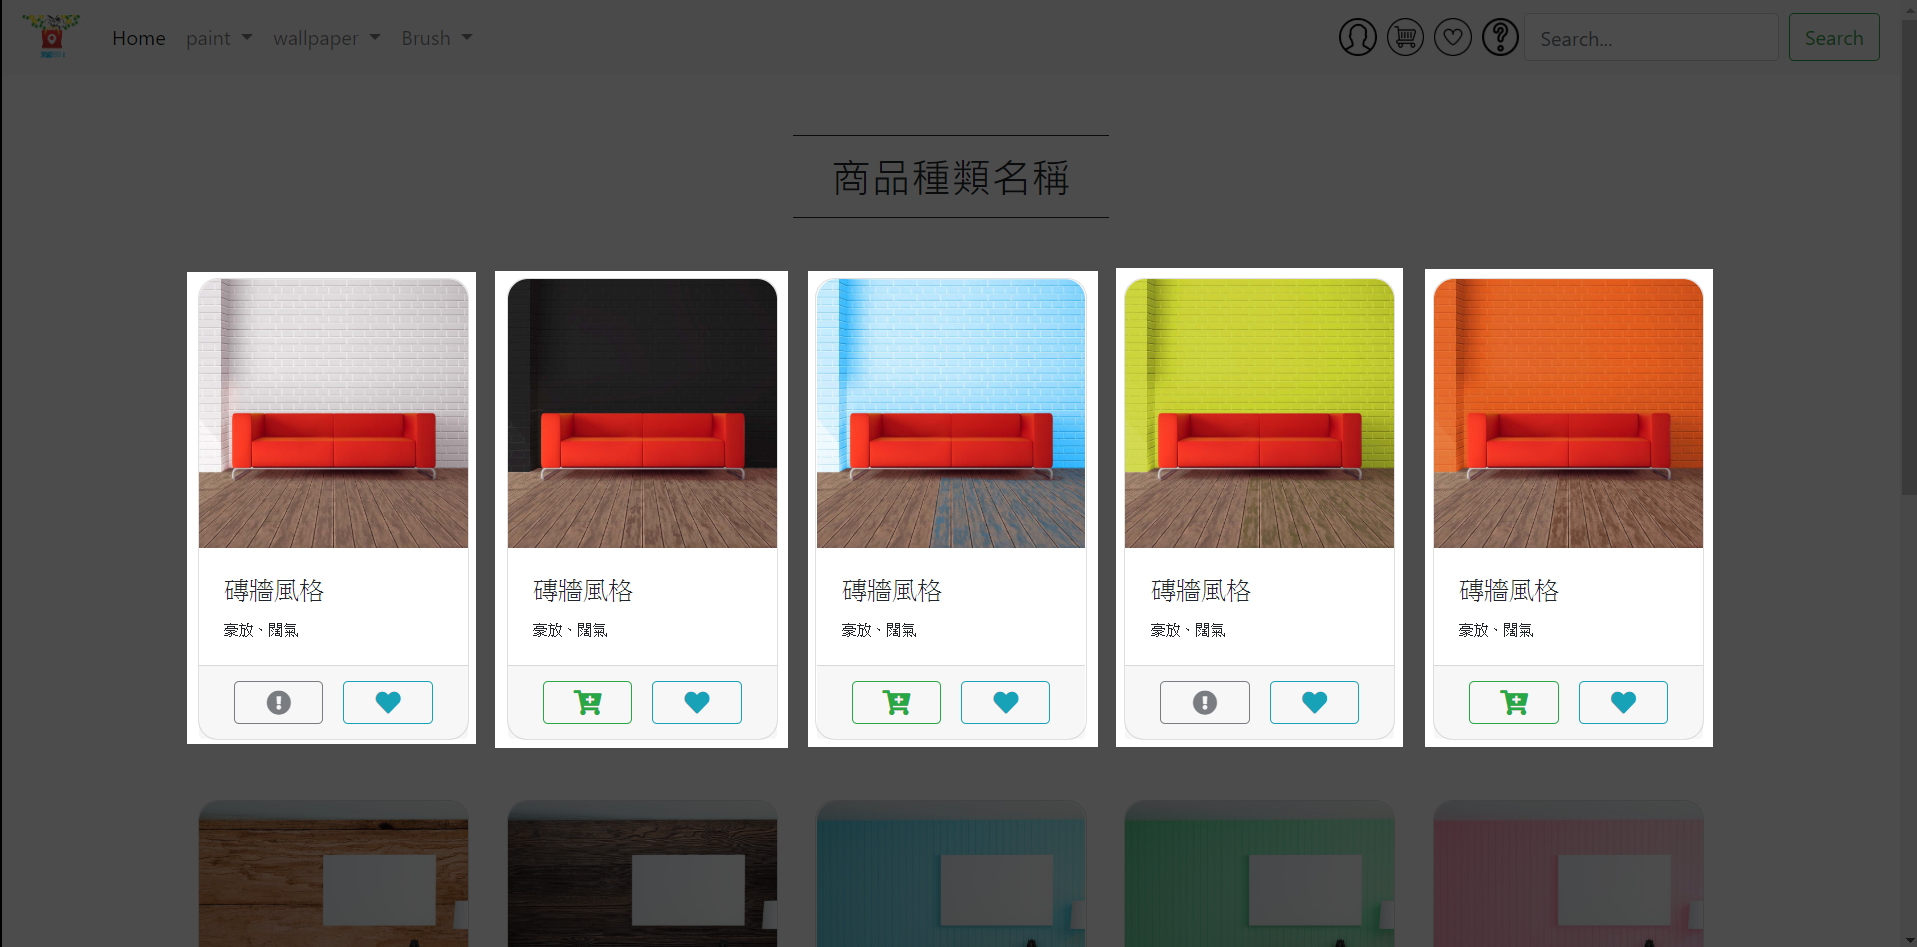 Home paint wallpaper Brush Search... Search
商品種類名稱
磚牆風格 磚牆風格 磚牆風格 磚牆風格 磚牆風格
豪放、闊氣 豪放、闊氣 豪放、闊氣 豪放、闊氣 豪放、闊氣